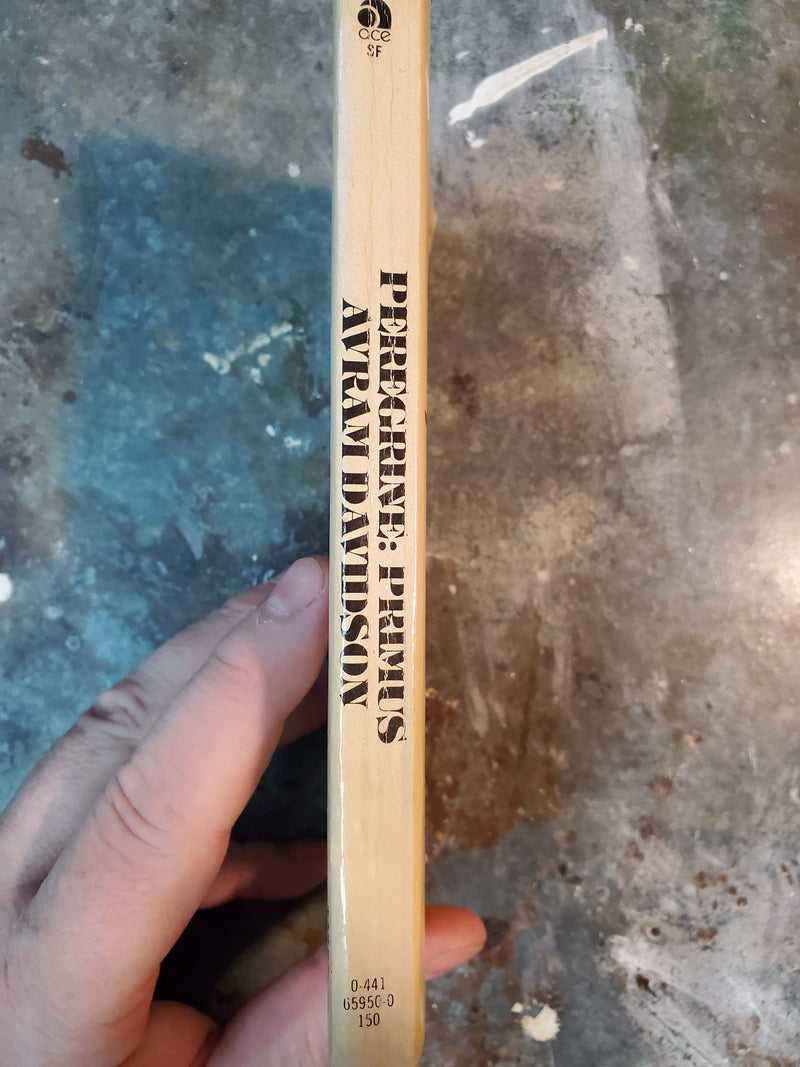 ace
SF
PEREGRINE: PRIMUS
AVRAM DAVIDSON
0-441
65950-0
150